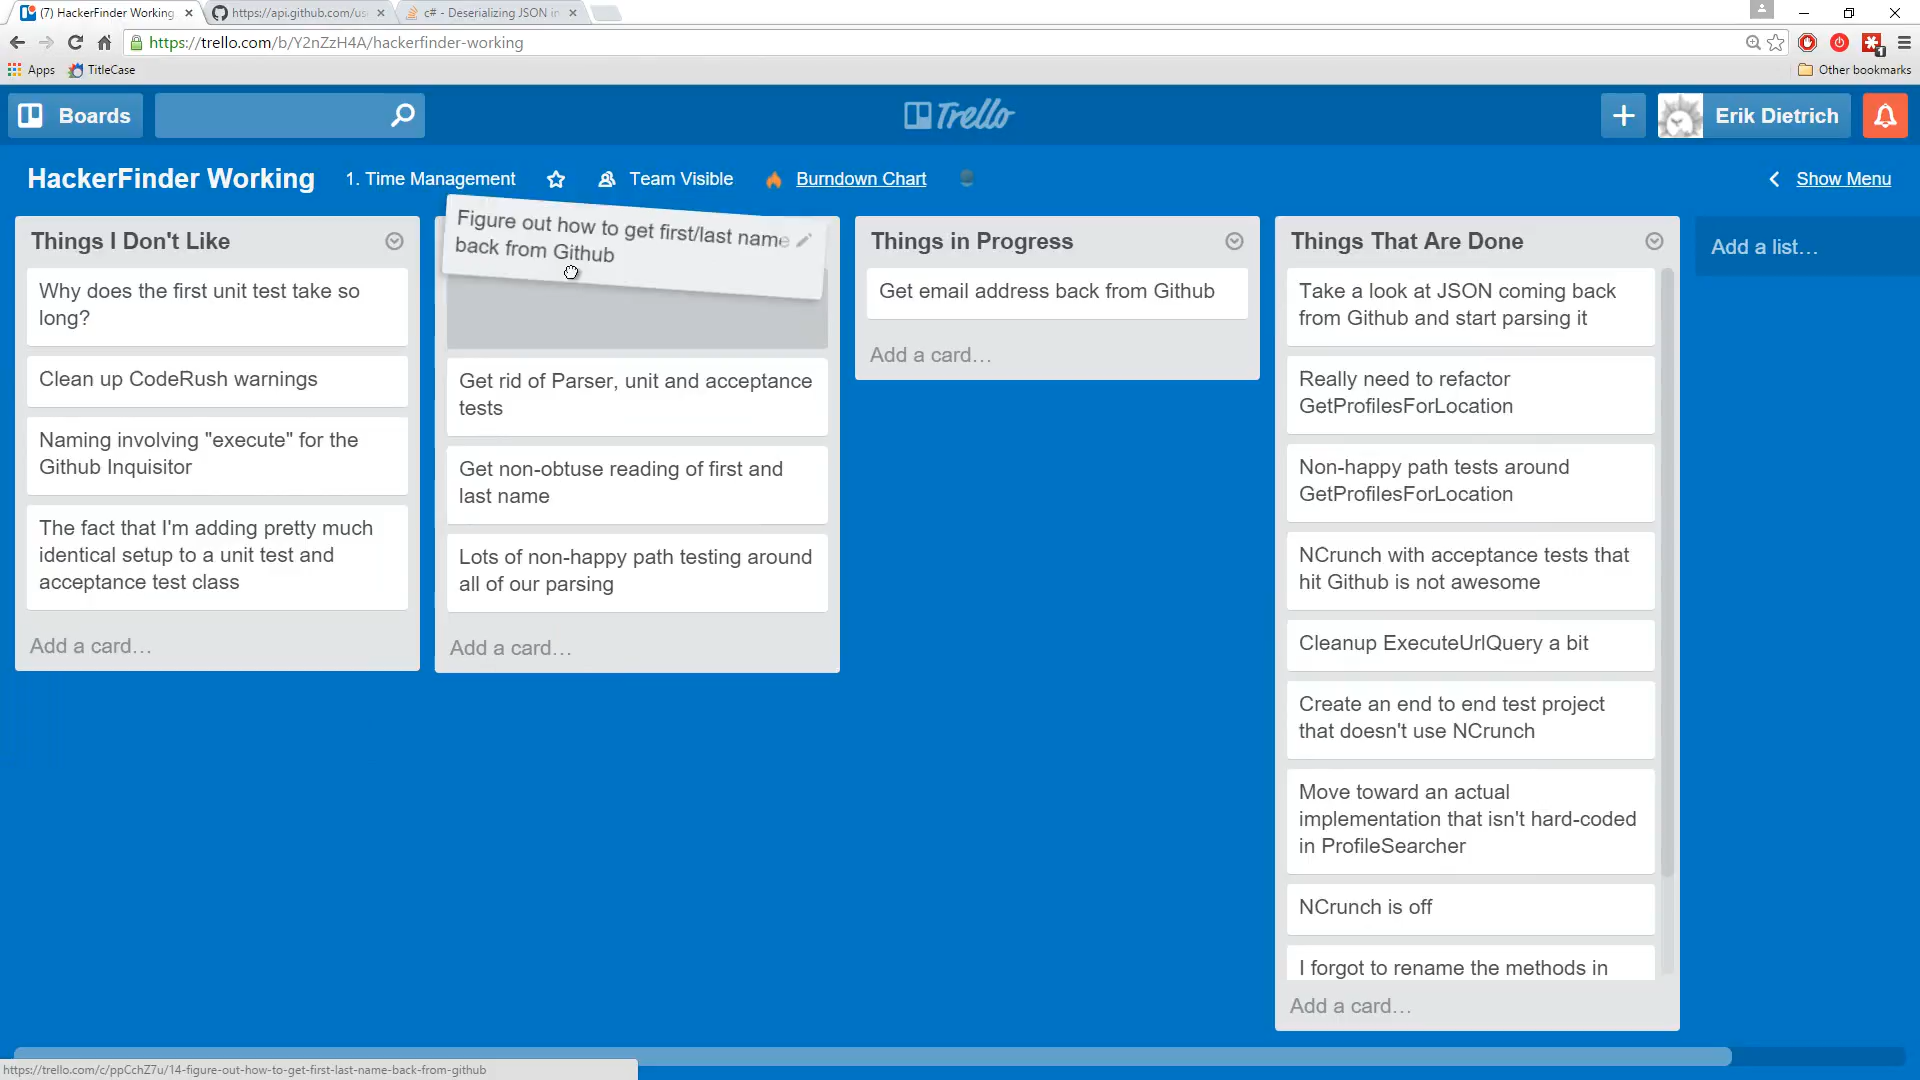 (7) HackerFinder Working
https://api.github.com/us
c# - Deserializing JSON in
https://trello.com/b/Y2nZzH4A/hackerfinder-working
1
Apps
TitleCase
Other bookmarks
Boards
Trello
Erik Dietrich
HackerFinder Working
1. Time Management
Team Visible
Burndown Chart
Show Menu
Things I Don't Like
Why does the first unit test take so
long?
Clean up CodeRush warnings
Naming involving "execute" for the
Github Inquisitor
The fact that I'm adding pretty much
identical setup to a unit test and
acceptance test class
Add a card…
Figure out how to get first/last name
back from Github
Get rid of Parser, unit and acceptance
tests
Get non-obtuse reading of first and
last name
Lots of non-happy path testing around
all of our parsing
Add a card…
Things in Progress
Get email address back from Github
Add a card…
Things That Are Done
Take a look at JSON coming back
from Github and start parsing it
Really need to refactor
GetProfilesForLocation
Non-happy path tests around
GetProfilesForLocation
NCrunch with acceptance tests that
hit Github is not awesome
Cleanup ExecuteUrlQuery a bit
Create an end to end test project
that doesn't use NCrunch
Move toward an actual
implementation that isn't hard-coded
in ProfileSearcher
NCrunch is off
I forgot to rename the methods in
Add a card…
Add a list…
https://trello.com/c/ppCchZ7u/14-figure-out-how-to-get-first-last-name-back-from-github